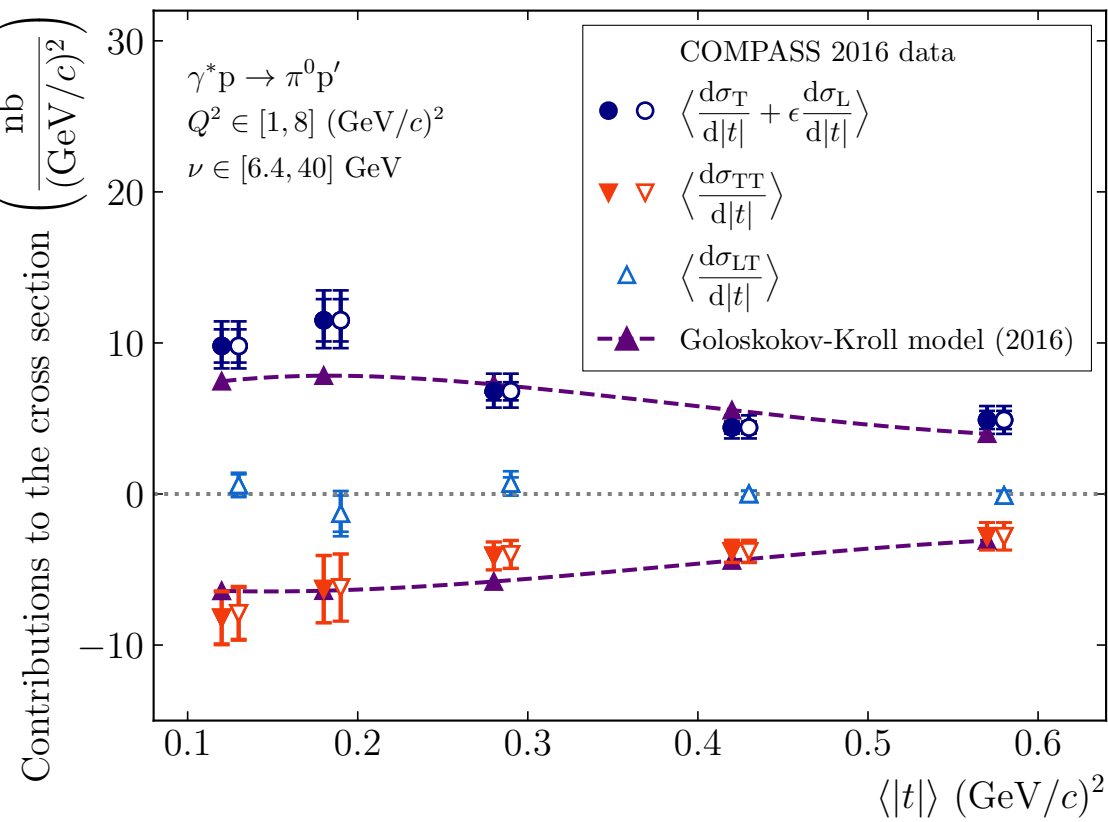 Contributions to the cross section (nb/(GeV/c)²)
30
20
10
0
−10
γ*p → π⁰p′
Q² ∈ [1, 8] (GeV/c)²
ν ∈ [6.4, 40] GeV
COMPASS 2016 data
⟨dσ_T/d|t| + ϵ dσ_L/d|t|⟩
⟨dσ_TT/d|t|⟩
⟨dσ_LT/d|t|⟩
Goloskokov-Kroll model (2016)
0.1 0.2 0.3 0.4 0.5 0.6
⟨|t|⟩ (GeV/c)²